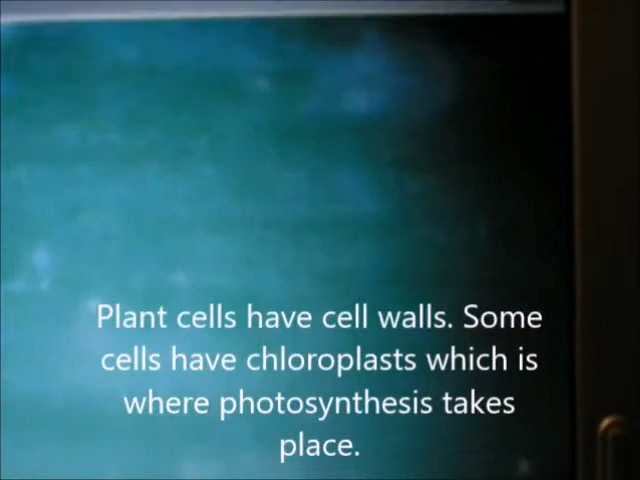 Plant cells have cell walls. Some
cells have chloroplasts which is
where photosynthesis takes
place.